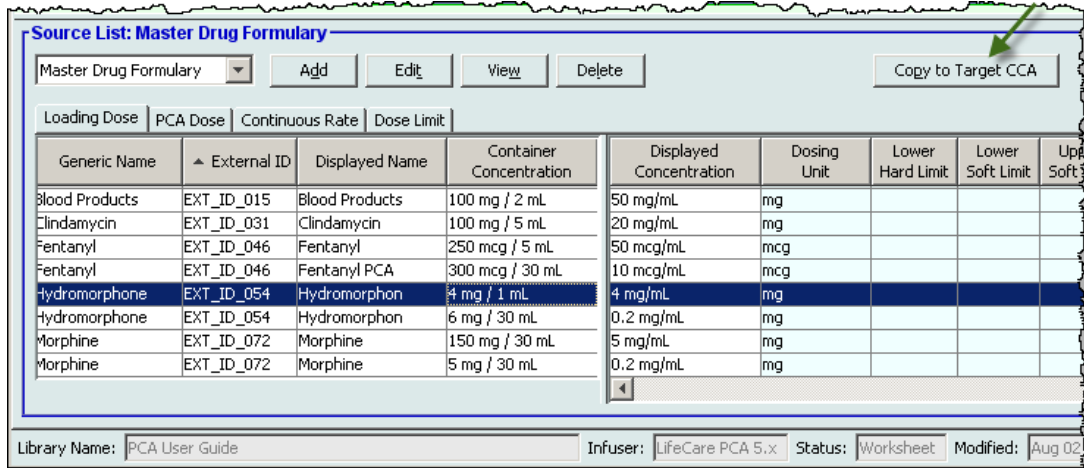 Source List: Master Drug Formulary
Master Drug Formulary Add Edit View Delete Copy to Target CCA
Loading Dose PCA Dose Continuous Rate Dose Limit
Generic Name External ID Displayed Name Container Concentration Displayed Concentration Dosing Unit Lower Hard Limit Lower Soft Limit Upp Soft
Blood Products EXT_ID_015 Blood Products 100 mg / 2 mL 50 mg/mL mg
Clindamycin EXT_ID_031 Clindamycin 100 mg / 5 mL 20 mg/mL mg
Fentanyl EXT_ID_046 Fentanyl 250 mcg / 5 mL 50 mcg/mL mcg
Fentanyl EXT_ID_046 Fentanyl PCA 300 mcg / 30 mL 10 mcg/mL mcg
Hydromorphone EXT_ID_054 Hydromorphon 4 mg / 1 mL 4 mg/mL mg
Hydromorphone EXT_ID_054 Hydromorphon 6 mg / 30 mL 0.2 mg/mL mg
Morphine EXT_ID_072 Morphine 150 mg / 30 mL 5 mg/mL mg
Morphine EXT_ID_072 Morphine 5 mg / 30 mL 0.2 mg/mL mg
Library Name: PCA User Guide Infuser: LifeCare PCA 5.x Status: Worksheet Modified: Aug 02